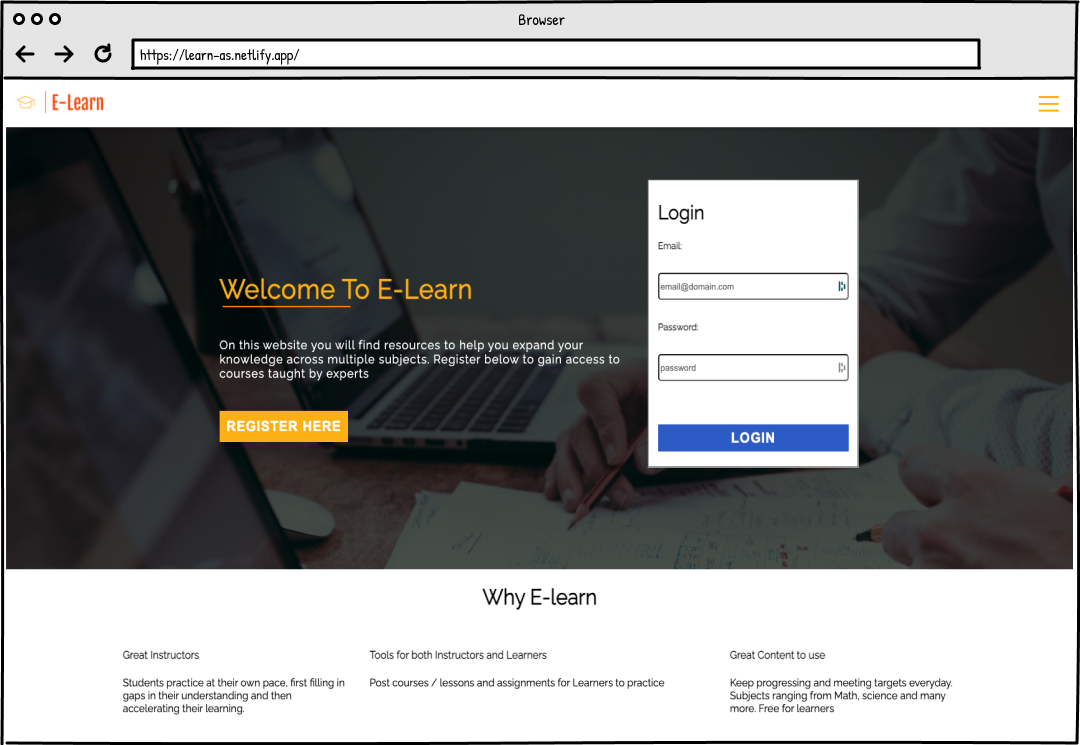 Browser
https://learn-as.netlify.app/
E-Learn
Welcome To E-Learn
On this website you will find resources to help you expand your
knowledge across multiple subjects. Register below to gain access to
courses taught by experts
REGISTER HERE
Login
Email:
email@domain.com
Password:
password
LOGIN
Why E-learn
Great Instructors
Students practice at their own pace, first filling in
gaps in their understanding and then
accelerating their learning.
Tools for both Instructors and Learners
Post courses / lessons and assignments for Learners to practice
Great Content to use
Keep progressing and meeting targets everyday.
Subjects ranging from Math, science and many
more. Free for learners